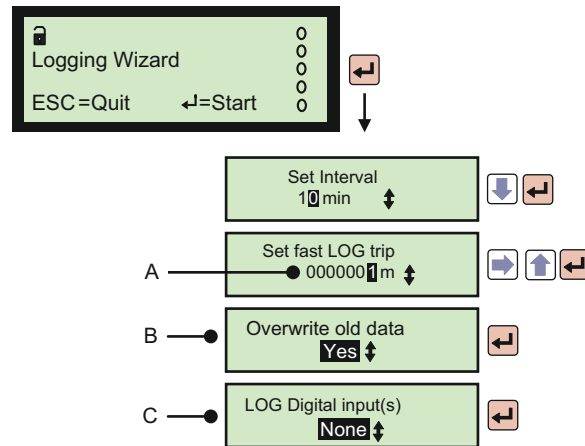 Logging Wizard
ESC=Quit ↵=Start
Set Interval
10 min
Set fast LOG trip
A
0000001 m
Overwrite old data
B
Yes
LOG Digital input(s)
C
None